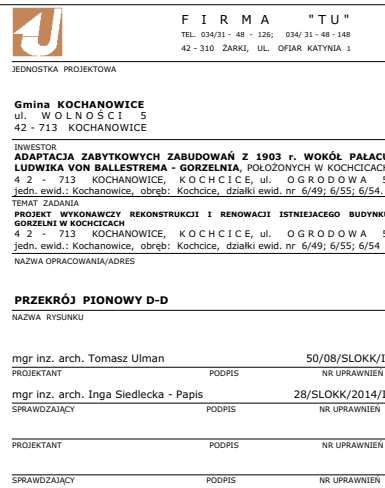 F I R M A "TU"
TEL. 034/31 - 48 - 126; 034/ 31 - 48 - 148
42 - 310 ŻARKI, UL. OFIAR KATYNIA 1
JEDNOSTKA PROJEKTOWA
Gmina KOCHANOWICE
ul. W O L N O Ś C I 5
42 - 713 KOCHANOWICE
INWESTOR
ADAPTACJA ZABYTKOWYCH ZABUDOWAŃ Z 1903 r. WOKÓŁ PAŁACU
LUDWIKA VON BALLESTREMA - GORZELNIA, POŁOŻONYCH W KOCHCICACH
4 2 - 713 KOCHANOWICE, K O C H C I C E, ul. O G R O D O W A 5
jedn. ewid.: Kochanowice, obręb: Kochcice, działki ewid. nr 6/49; 6/55; 6/54.
TEMAT ZADANIA
PROJEKT WYKONAWCZY REKONSTRUKCJI I RENOWACJI ISTNIEJACEGO BUDYNKU
GORZELNI W KOCHCICACH
4 2 - 713 KOCHANOWICE, K O C H C I C E, ul. O G R O D O W A 5
jedn. ewid.: Kochanowice, obręb: Kochcice, działki ewid. nr 6/49; 6/55; 6/54
NAZWA OPRACOWANIA/ADRES
PRZEKRÓJ PIONOWY D-D
NAZWA RYSUNKU
mgr inz. arch. Tomasz Ulman 50/08/SLOKK/I
PROJEKTANT PODPIS NR UPRAWNIEŃ
mgr inz. arch. Inga Siedlecka - Papis 28/SLOKK/2014/I
SPRAWDZAJĄCY PODPIS NR UPRAWNIEŃ
PROJEKTANT PODPIS NR UPRAWNIEŃ
SPRAWDZAJĄCY PODPIS NR UPRAWNIEŃ